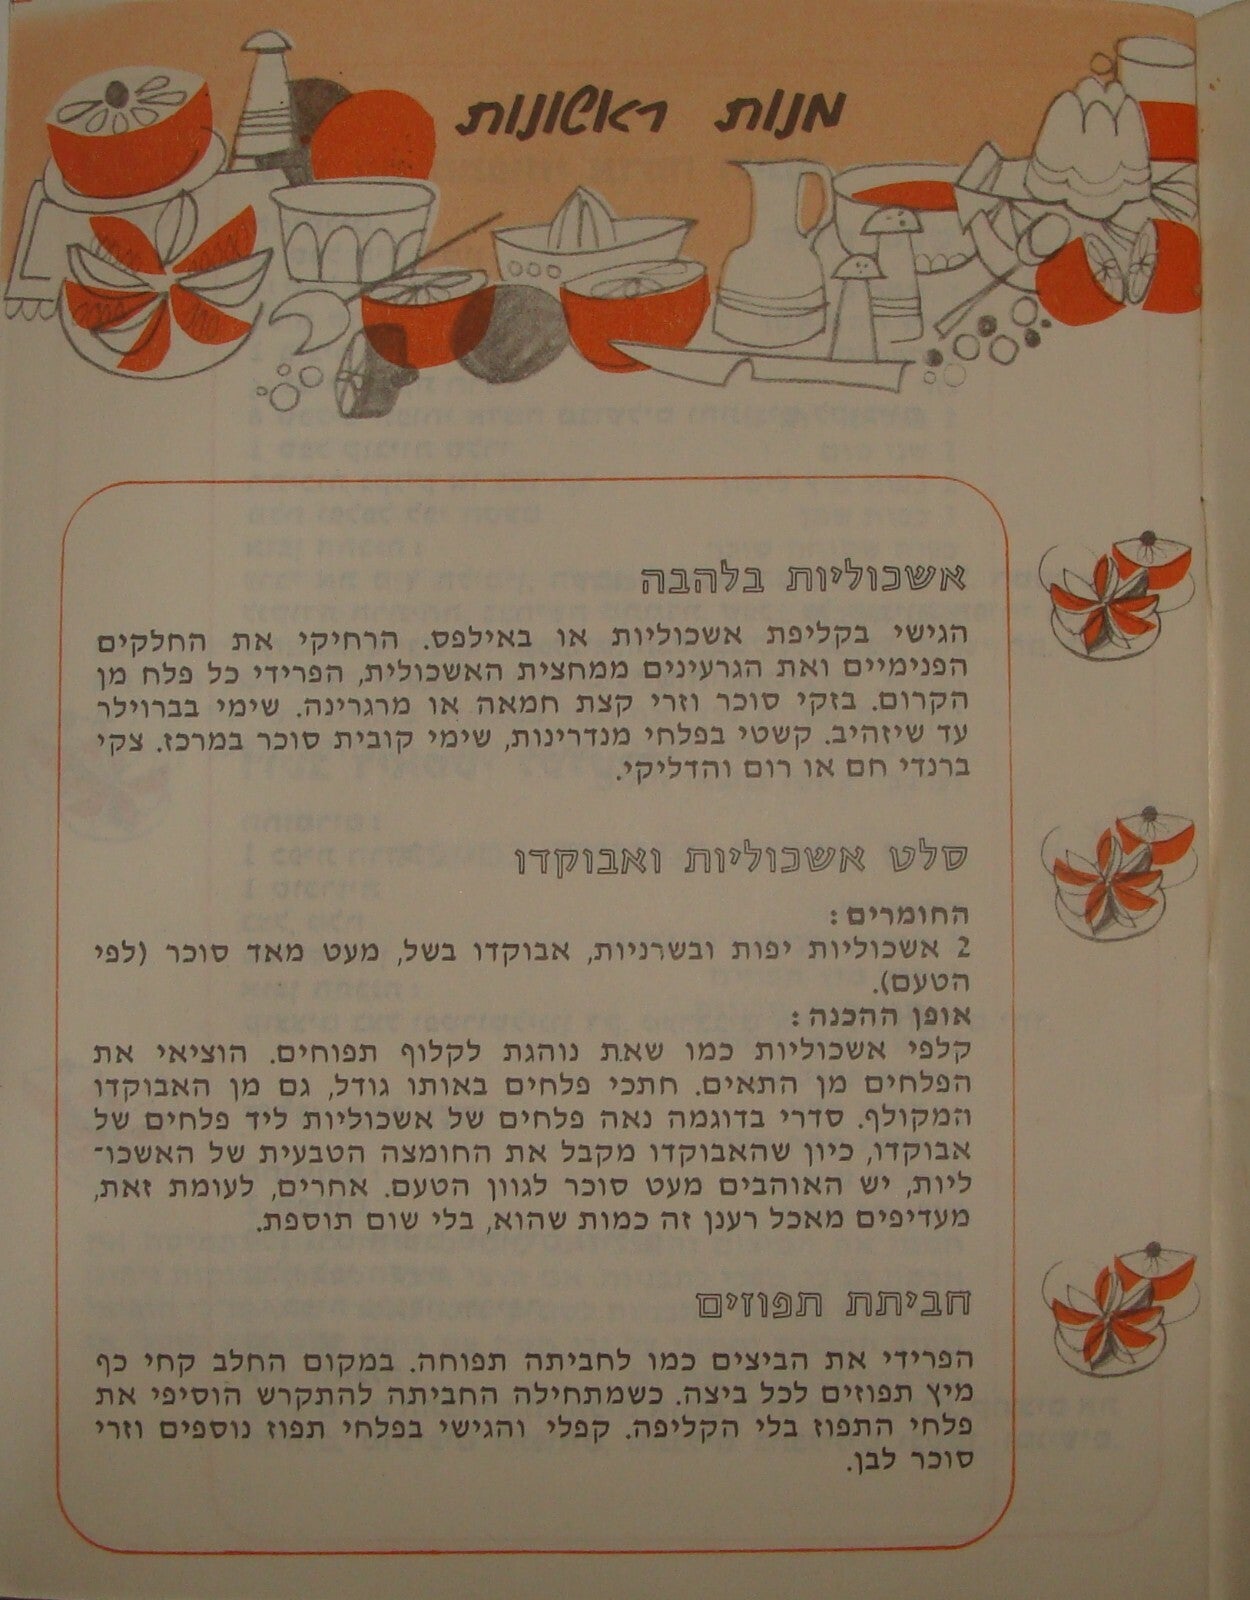 מנות ראשונות
אשכוליות בלהבה
הגישי בקליפת אשכוליות או באילפס. הרחיקי את החלקים
הפנימיים ואת הגרעינים ממחצית האשכולית, הפרידי כל פלח מן
הקרום. בזקי סוכר וזרי קצת חמאה או מרגרינה. שימי בברוילר
עד שיזהיב. קשטי בפלחי מנדרינות, שימי קובית סוכר במרכז. צקי
ברנדי חם או רום והדליקי.
סלט אשכוליות ואבוקדו
החומרים:
2 אשכוליות יפות ובשרניות, אבוקדו בשל, מעט מאד סוכר (לפי
הטעם).
אופן ההכנה:
קלפי אשכוליות כמו שאת נוהגת לקלוף תפוחים. הוציאי את
הפלחים מן התאים. חתכי פלחים באותו גודל, גם מן האבוקדו
המקולף. סדרי בדוגמה נאה פלחים של אשכוליות ליד פלחים של
אבוקדו, כיון שהאבוקדו מקבל את החומצה הטבעית של האשכו־
ליות, יש האוהבים מעט סוכר לגוון הטעם. אחרים, לעומת זאת,
מעדיפים מאכל רענן זה כמות שהוא, בלי שום תוספת.
חביתת תפוזים
הפרידי את הביצים כמו לחביתה תפוחה. במקום החלב קחי כף
מיץ תפוזים לכל ביצה. כשמתחילה החביתה להתקרש הוסיפי את
פלחי התפוז בלי הקליפה. קפלי והגישי בפלחי תפוז נוספים וזרי
סוכר לבן.